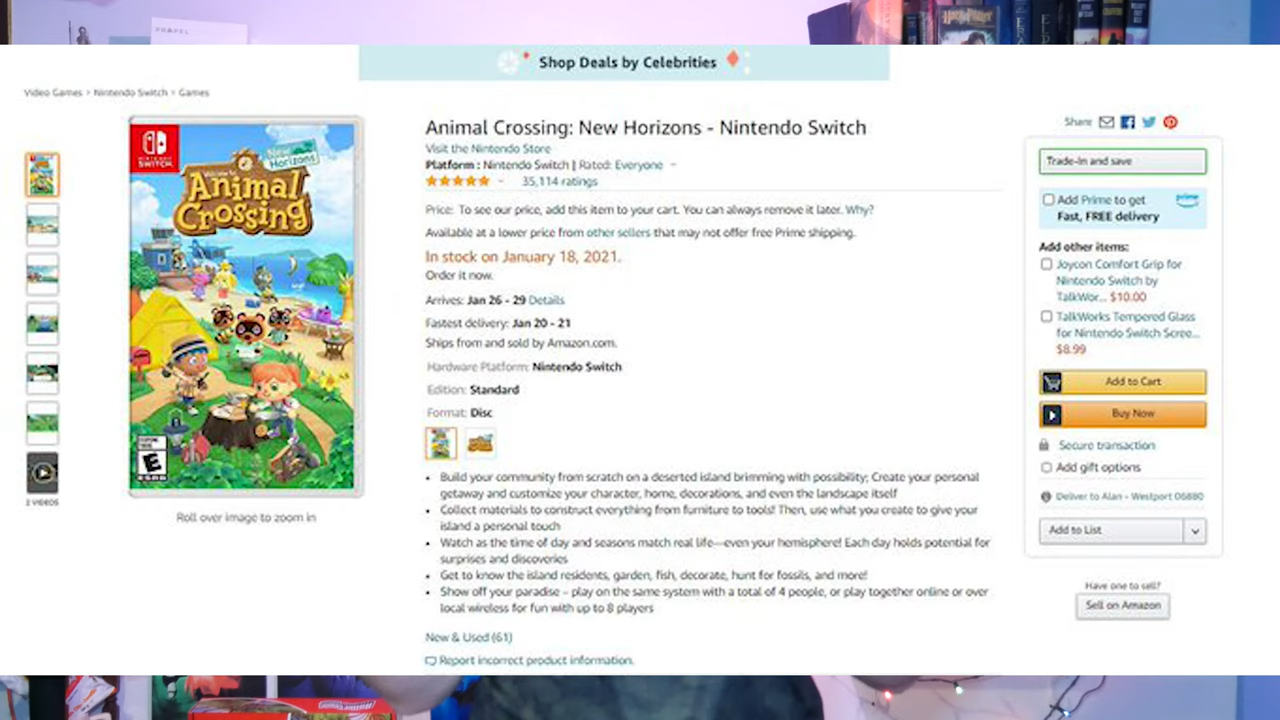 PROPEL
Harry Potter
Shop Deals by Celebrities
Video Games > Nintendo Switch > Games
NINTENDO
SWITCH
Welcome to
Animal
Crossing
New
Horizons
EVERYONE
E
ESRB
2 VIDEOS
Roll over image to zoom in
Animal Crossing: New Horizons - Nintendo Switch
Visit the Nintendo Store
Platform : Nintendo Switch | Rated: Everyone
35,114 ratings
Price: To see our price, add this item to your cart. You can always remove it later. Why?
Available at a lower price from other sellers that may not offer free Prime shipping.
In stock on January 18, 2021.
Order it now.
Arrives: Jan 26 - 29 Details
Fastest delivery: Jan 20 - 21
Ships from and sold by Amazon.com.
Hardware Platform: Nintendo Switch
Edition: Standard
Format: Disc
• Build your community from scratch on a deserted island brimming with possibility; Create your personal
getaway and customize your character, home, decorations, and even the landscape itself
• Collect materials to construct everything from furniture to tools! Then, use what you create to give your
island a personal touch
• Watch as the time of day and seasons match real life—even your hemisphere! Each day holds potential for
surprises and discoveries
• Get to know the island residents, garden, fish, decorate, hunt for fossils, and more!
• Show off your paradise – play on the same system with a total of 4 people, or play together online or over
local wireless for fun with up to 8 players
New & Used (61)
Report incorrect product information.
Share
Trade-In and save
Add Prime to get
Fast, FREE delivery
prime
Add other items:
Joycon Comfort Grip for
Nintendo Switch by
TalkWor... $10.00
TalkWorks Tempered Glass
for Nintendo Switch Scree...
$8.99
Add to Cart
Buy Now
Secure transaction
Add gift options
Deliver to Alan - Westport 06880
Add to List
Have one to sell?
Sell on Amazon